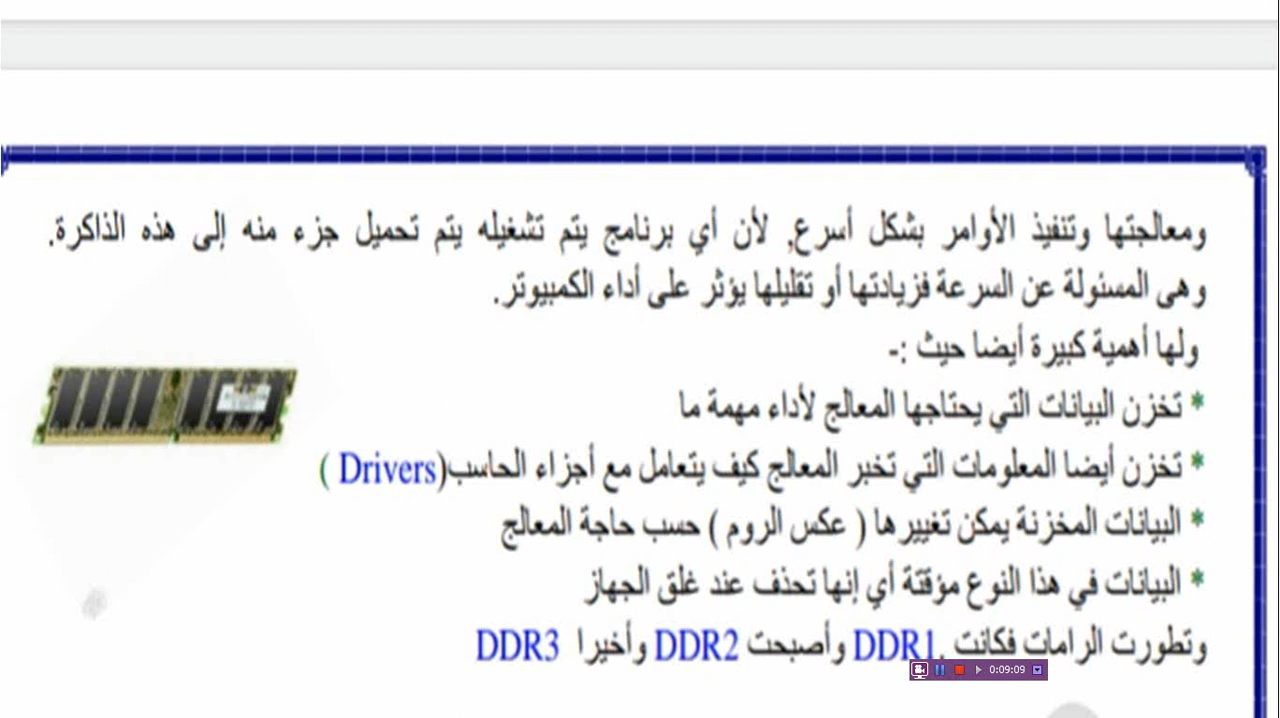 ومعالجتها وتنفيذ الأوامر بشكل أسرع, لأن أي برنامج يتم تشغيله يتم تحميل جزء منه إلى هذه الذاكرة.
وهى المسئولة عن السرعة فزيادتها أو تقليلها يؤثر على أداء الكمبيوتر.
ولها أهمية كبيرة أيضا حيث :-
* تخزن البيانات التي يحتاجها المعالج لأداء مهمة ما
* تخزن أيضا المعلومات التي تخبر المعالج كيف يتعامل مع أجزاء الحاسب(Drivers )
* البيانات المخزنة يمكن تغييرها ( عكس الروم ) حسب حاجة المعالج
* البيانات في هذا النوع مؤقتة أي إنها تحذف عند غلق الجهاز
وتطورت الرامات فكانت .DDR1 وأصبحت DDR2 وأخيرا DDR3
0:09:09